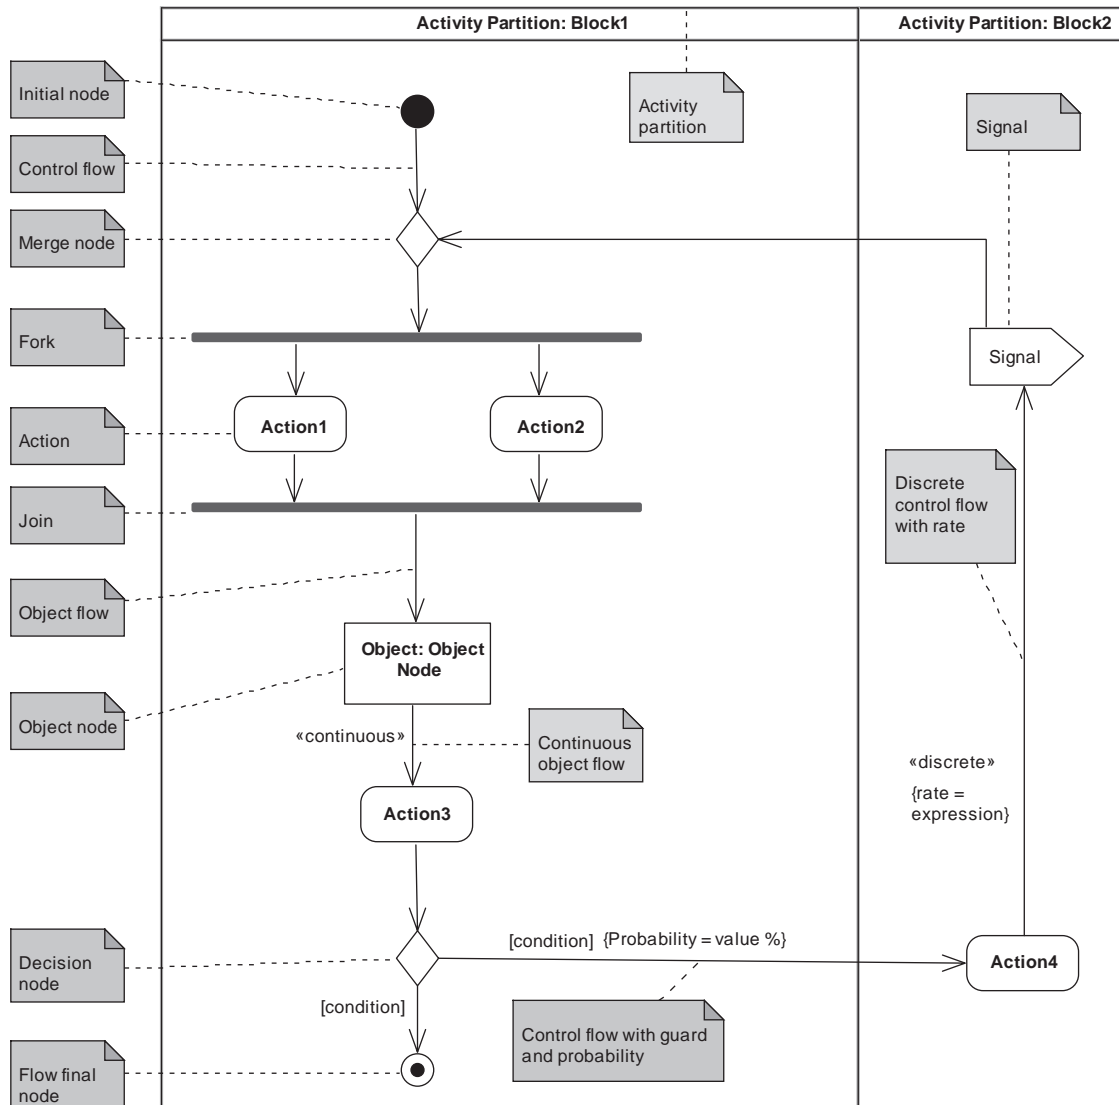 Activity Partition: Block1
Activity Partition: Block2
Initial node
Activity
partition
Signal
Control flow
Merge node
Fork
Signal
Action
Action1
Action2
Discrete
control flow
with rate
Join
Object flow
Object: Object
Node
Object node
«continuous»
Continuous
object flow
«discrete»
{rate =
expression}
Action3
[condition] {Probability = value %}
Decision
node
Action4
[condition]
Control flow with guard
and probability
Flow final
node